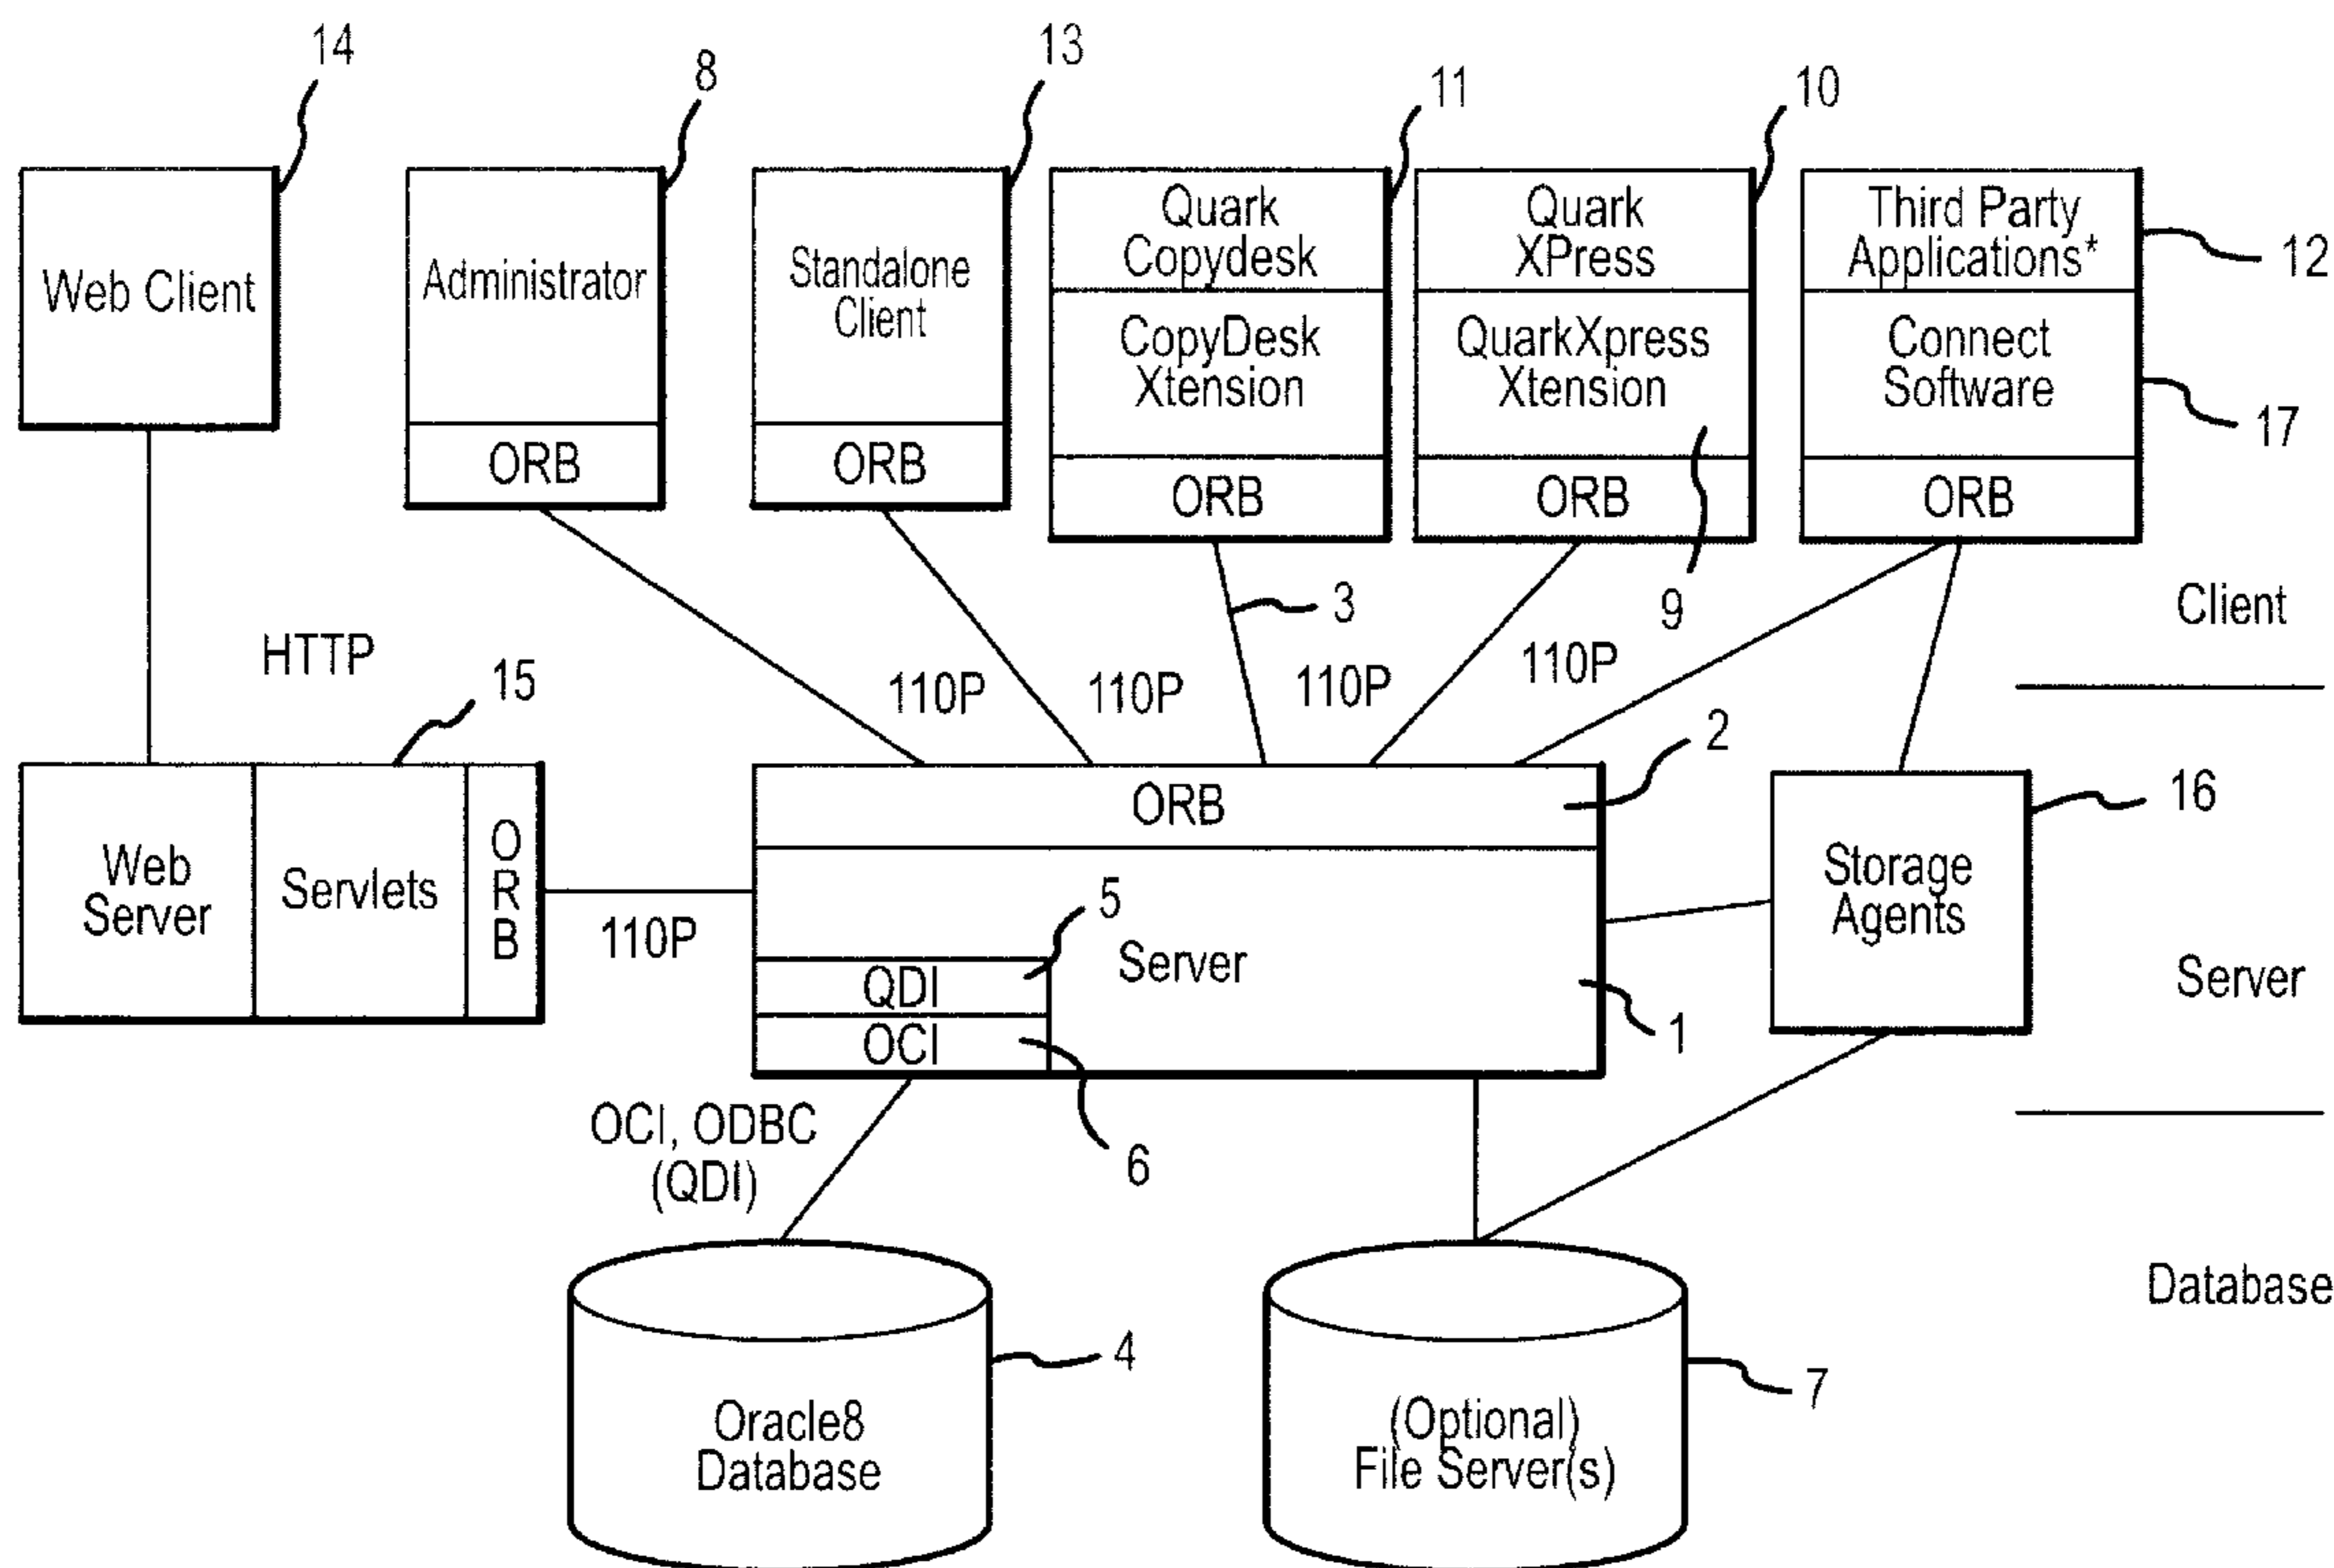 14
8
13
11
10
Web Client
Administrator
ORB
Standalone
Client
ORB
Quark
Copydesk
CopyDesk
Xtension
ORB
Quark
XPress
QuarkXpress
Xtension
ORB
Third Party
Applications*
Connect
Software
ORB
12
17
3
9
Client
HTTP
15
110P
110P
110P
110P
2
Web
Server
Servlets
ORB
110P
ORB
5
QDI
OCI
Server
1
Storage
Agents
16
Server
OCI, ODBC
(QDI)
6
Oracle8
Database
4
(Optional)
File Server(s)
7
Database